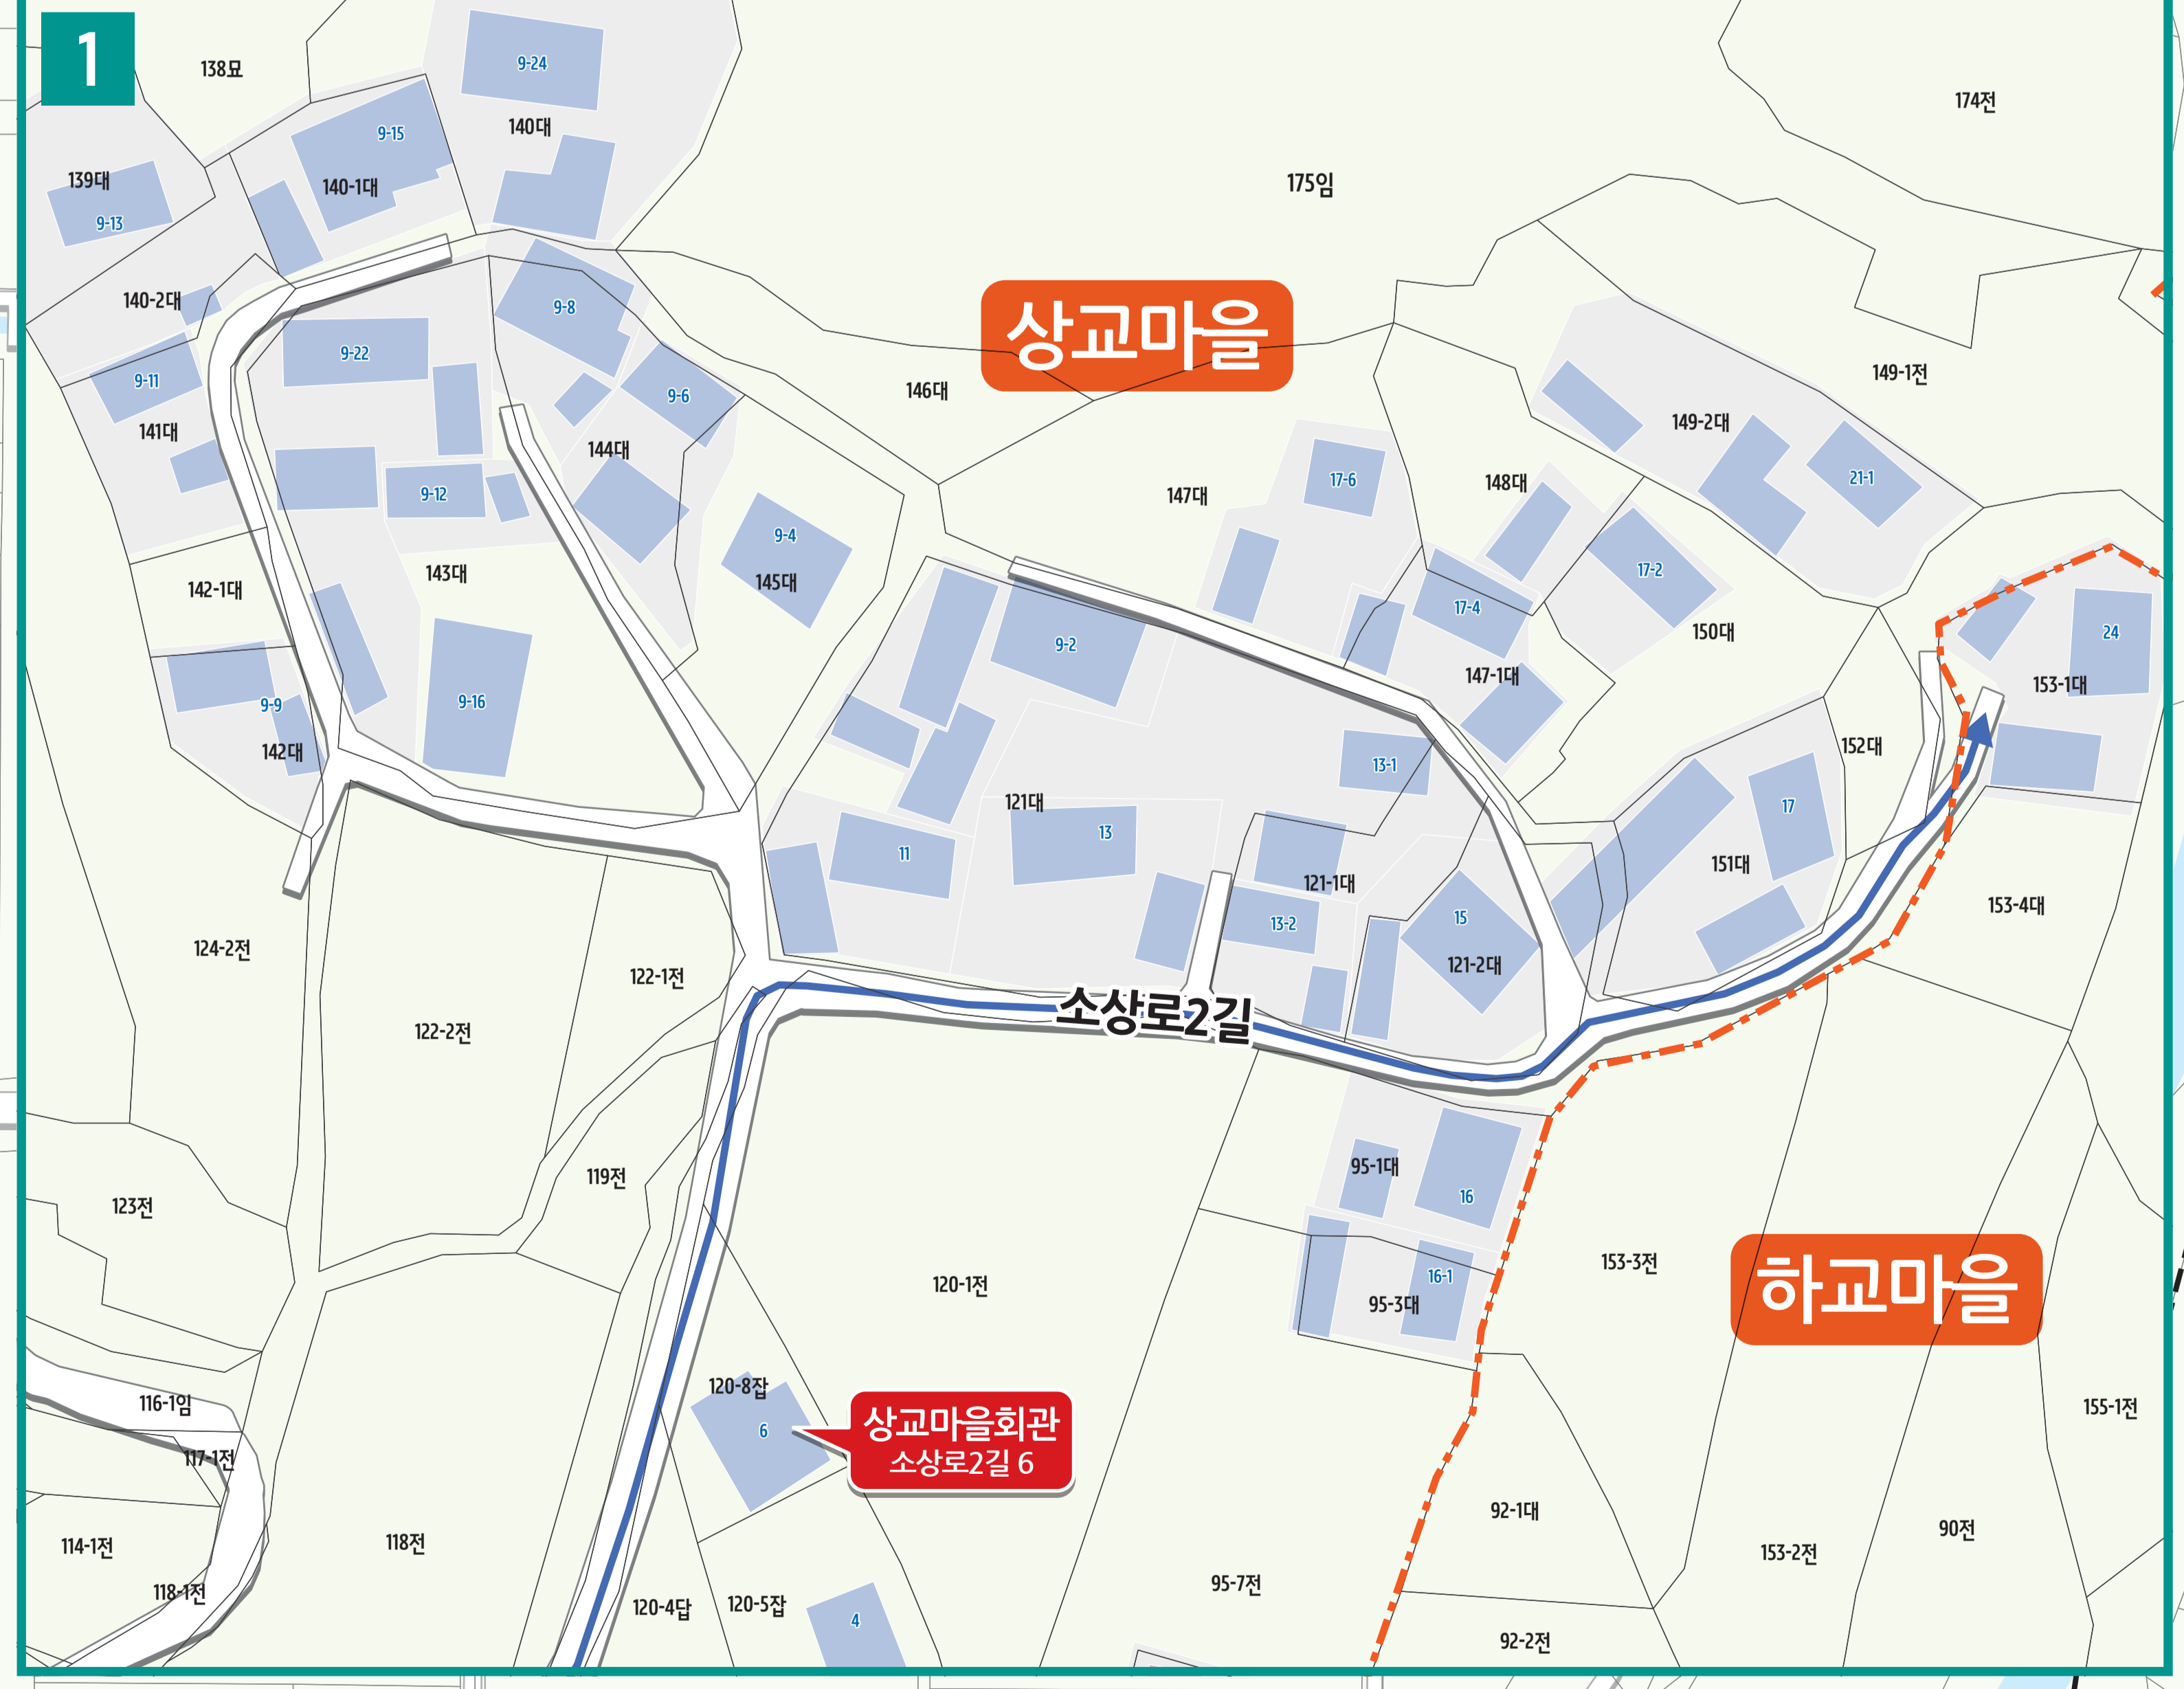 1
138묘
9-24
174전
9-15
140대
139대
140-1대
175임
9-13
140-2대
9-8
상교마을
9-22
149-1전
9-11
9-6
146대
149-2대
141대
144대
17-6
21-1
148대
9-12
147대
9-4
17-2
143대
145대
142-1대
17-4
150대
24
9-2
147-1대
153-1대
9-9
9-16
142대
152대
13-1
121대
17
13
11
151대
121-1대
153-4대
15
13-2
124-2전
122-1전
121-2대
소상로2길
122-2전
119전
95-1대
16
123전
153-3전
하교마을
16-1
120-1전
95-3대
120-8잡
116-1임
155-1전
6
상교마을회관
소상로2길 6
117-1전
92-1대
90전
118전
114-1전
153-2전
95-7전
118-1전
120-4답
120-5잡
4
92-2전